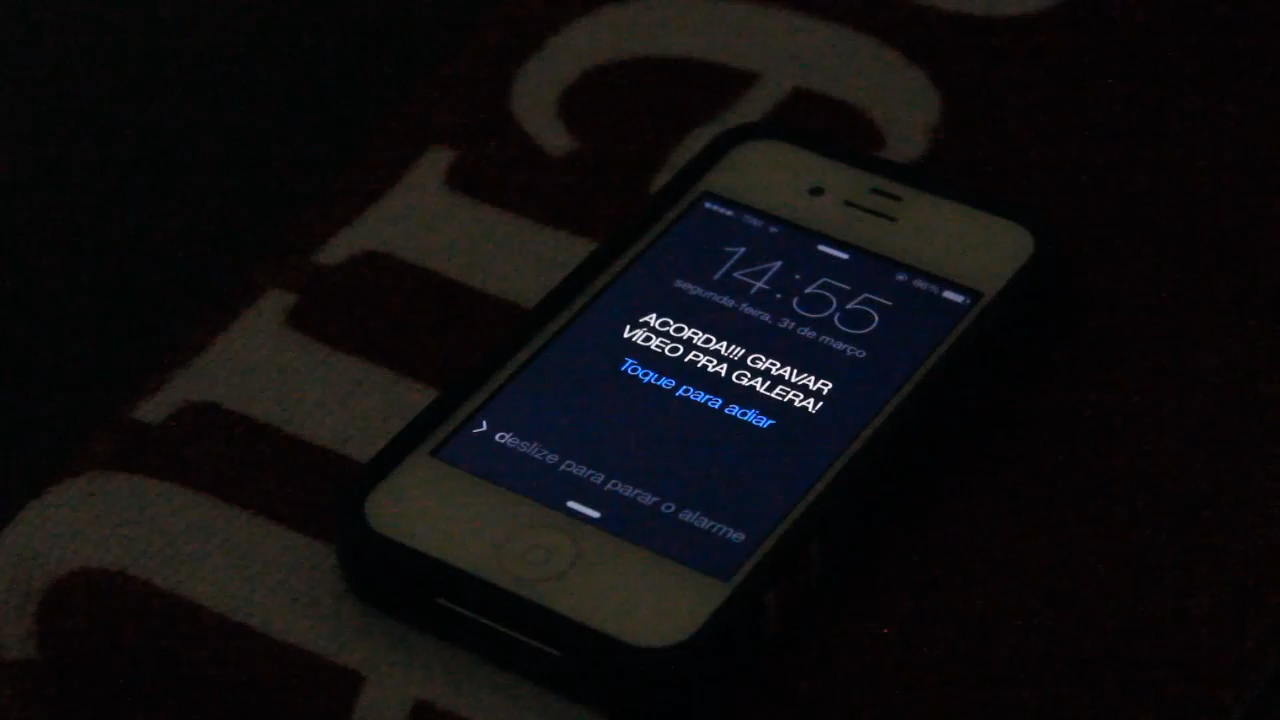 14:55
segunda-feira, 31 de março
ACORDA!!! GRAVAR
VÍDEO PRA GALERA!
Toque para adiar
> deslize para parar o alarme